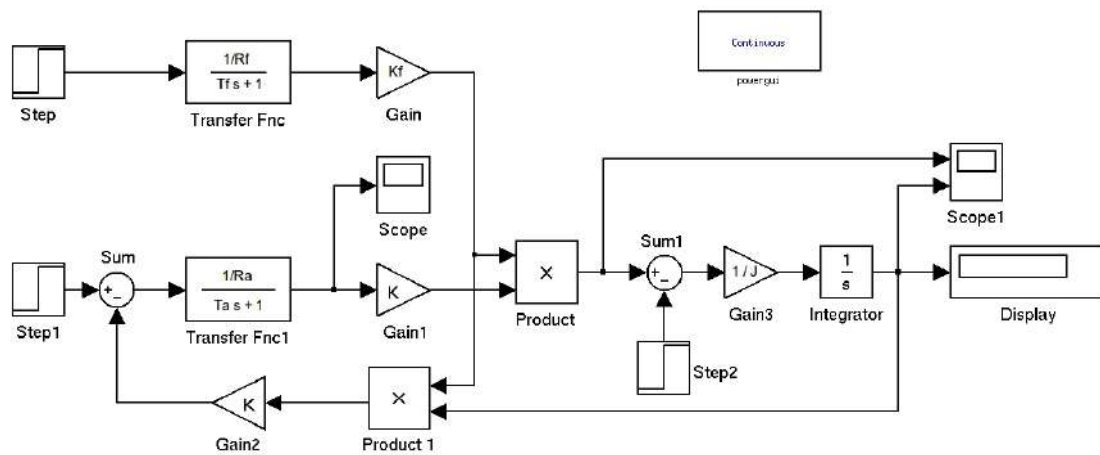 Continuous
powergui
1/Rf
Tf s + 1
Kf
Step
Transfer Fnc
Gain
Scope
Scope1
Sum
Sum1
1/Ra
Ta s + 1
K
X
+
-
1 / J
1
s
+
-
Step1
Transfer Fnc1
Gain1
Product
Gain3
Integrator
Display
Step2
K
X
Gain2
Product 1